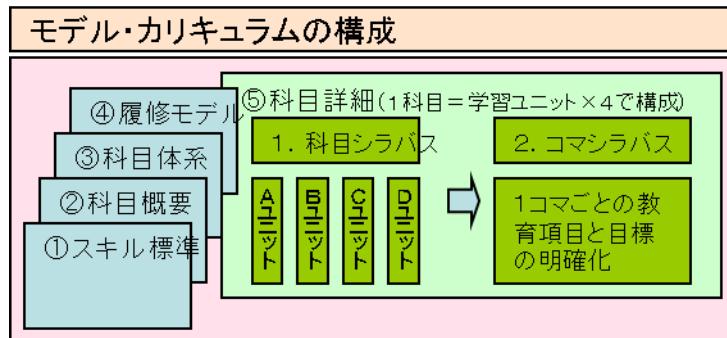 モデル・カリキュラムの構成
⑤科目詳細(1科目=学習ユニット×4で構成)
④履修モデル
③科目体系
②科目概要
①スキル標準
1. 科目シラバス
2. コマシラバス
Aユニット
Bユニット
Cユニット
Dユニット
1コマごとの教
育項目と目標
の明確化